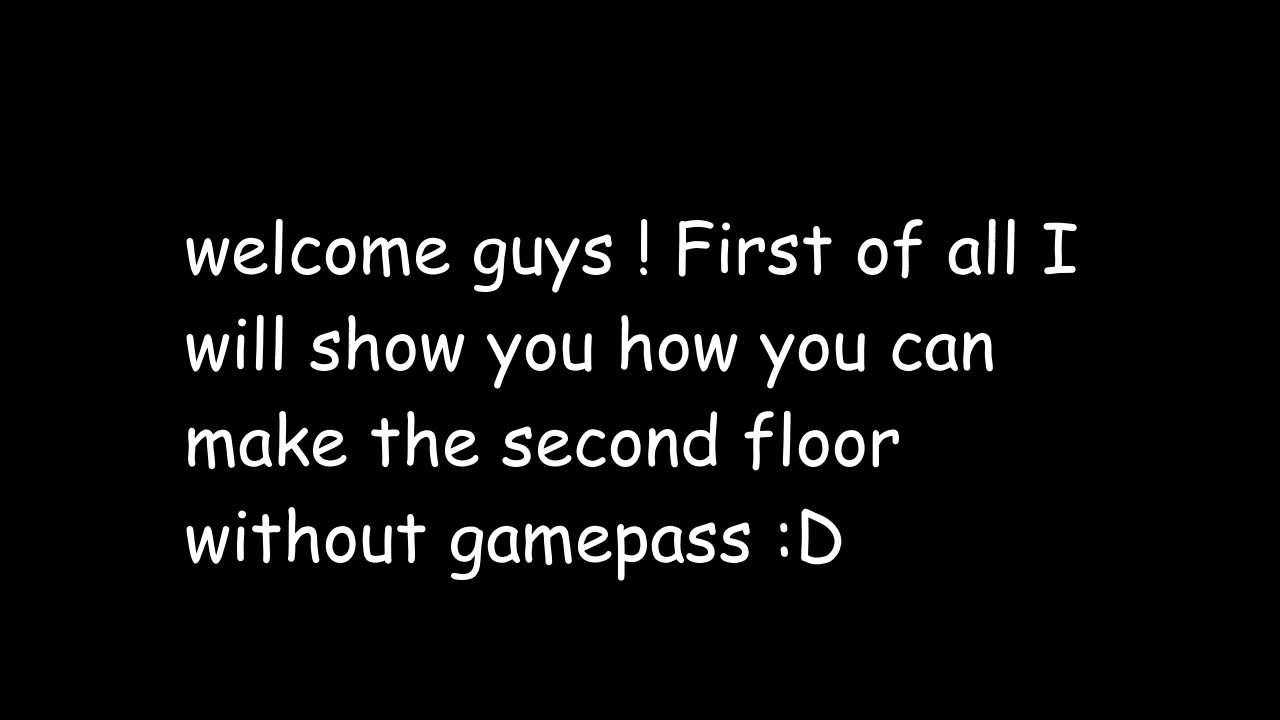 welcome guys ! First of all I
will show you how you can
make the second floor
without gamepass :D